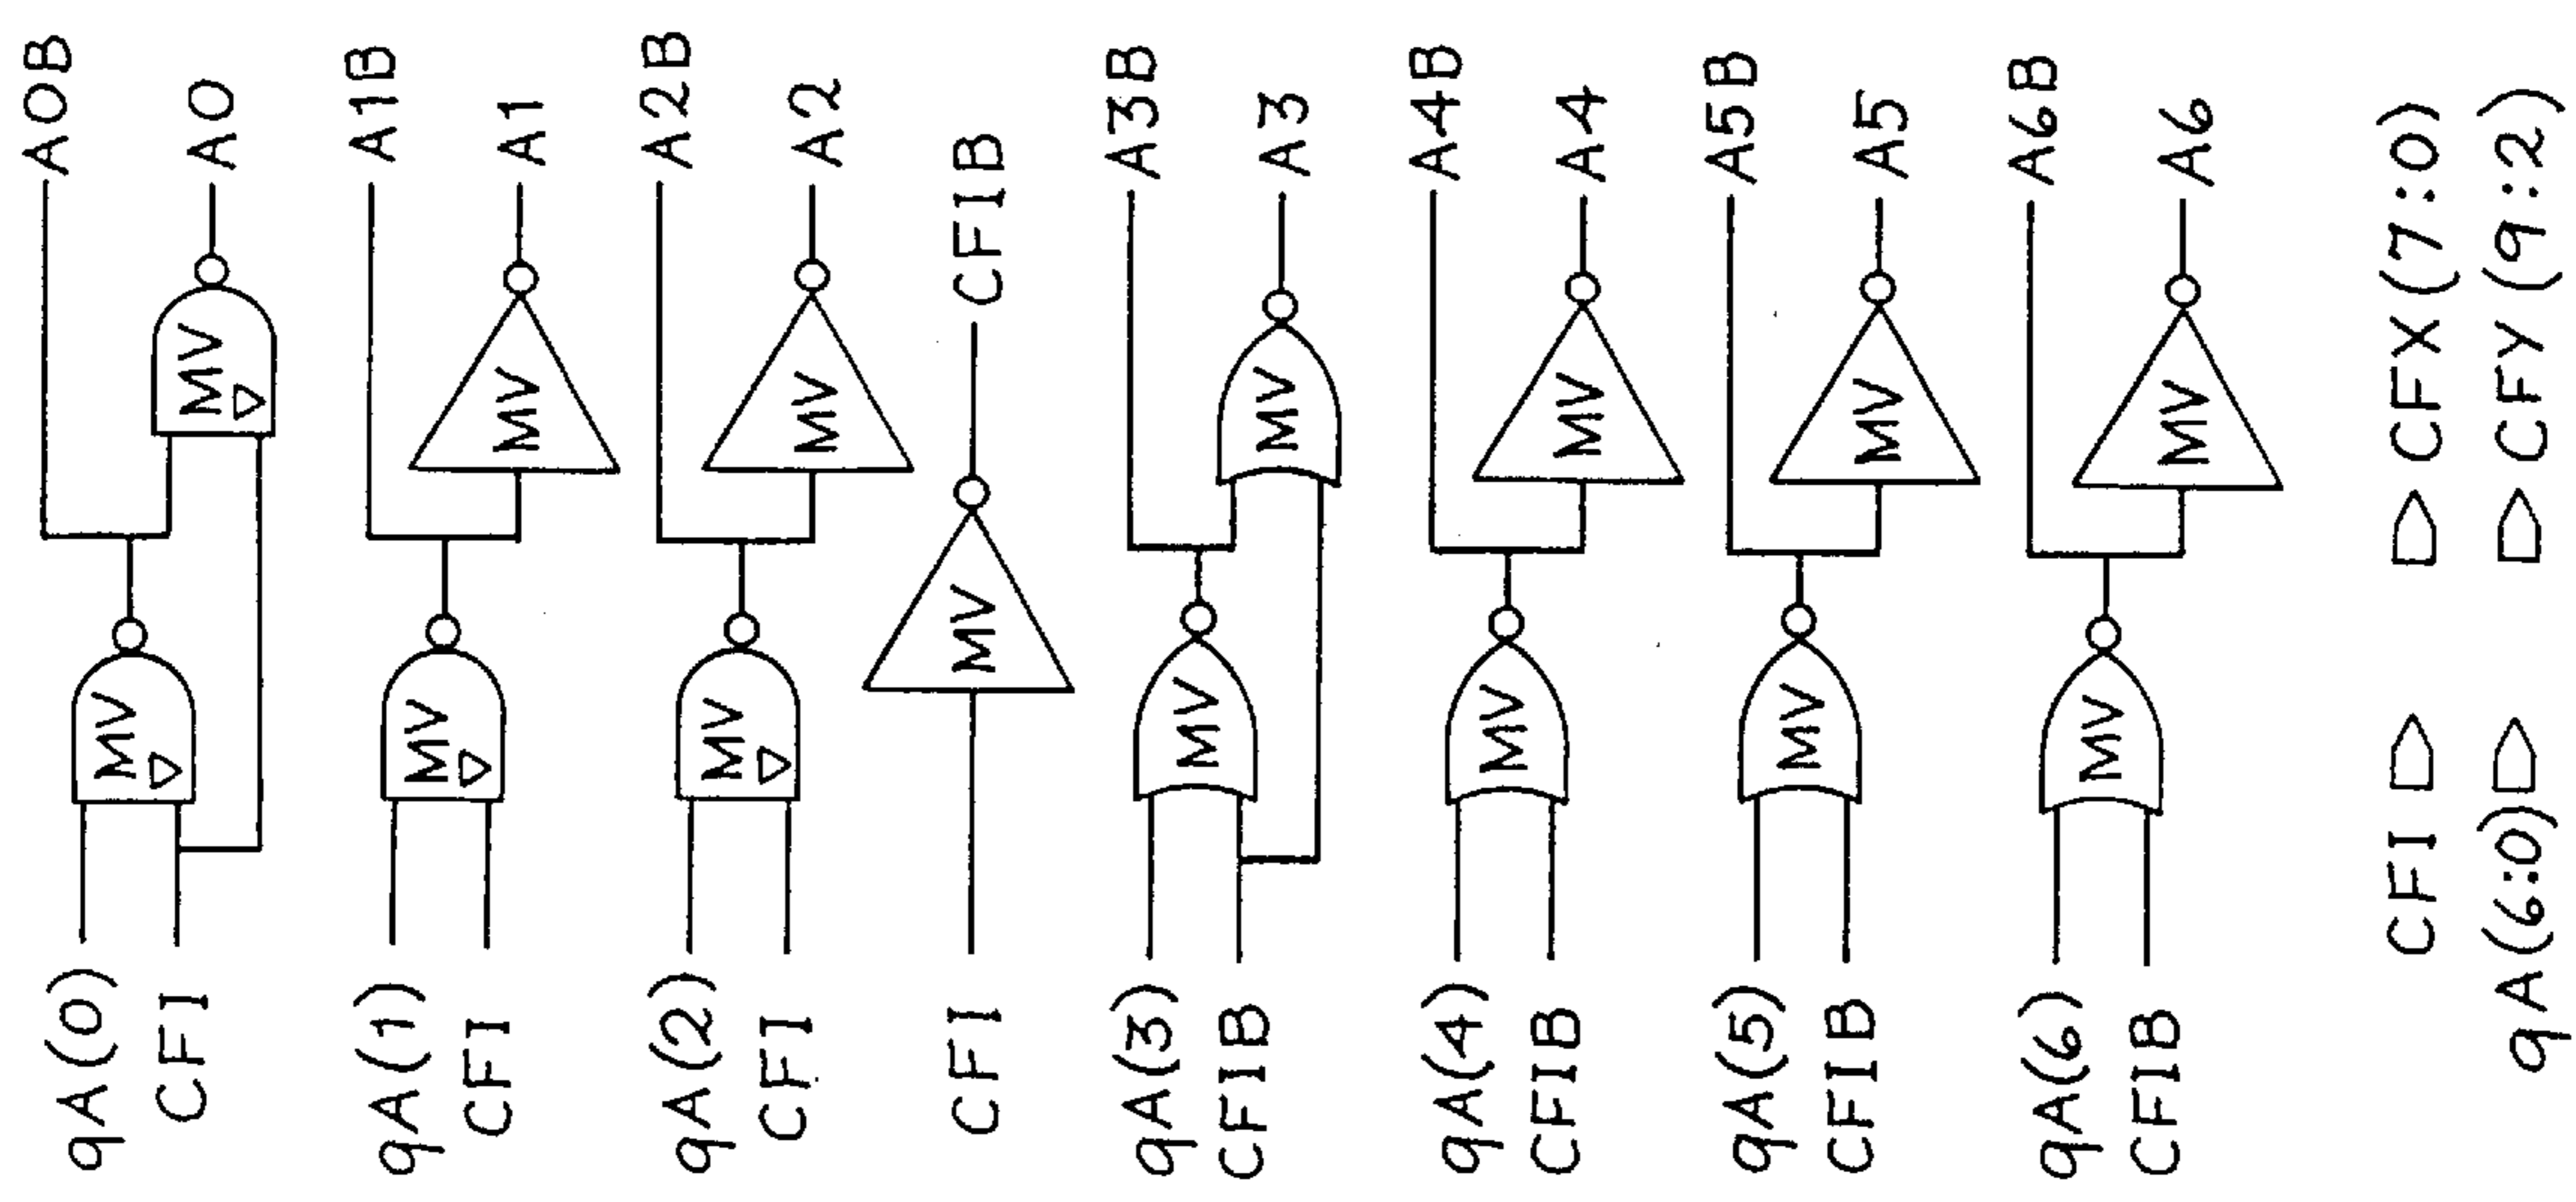 qA(0)
CFI
MV
MV
A0B
A0
qA(1)
CFI
MV
MV
A1B
A1
qA(2)
CFI
MV
MV
A2B
A2
CFI
MV
CFIB
qA(3)
CFIB
MV
MV
A3B
A3
qA(4)
CFIB
MV
MV
A4B
A4
qA(5)
CFIB
MV
MV
A5B
A5
qA(6)
CFIB
MV
MV
A6B
A6
CFI
CFX(7:0)
qA(6:0)
CFY(9:2)